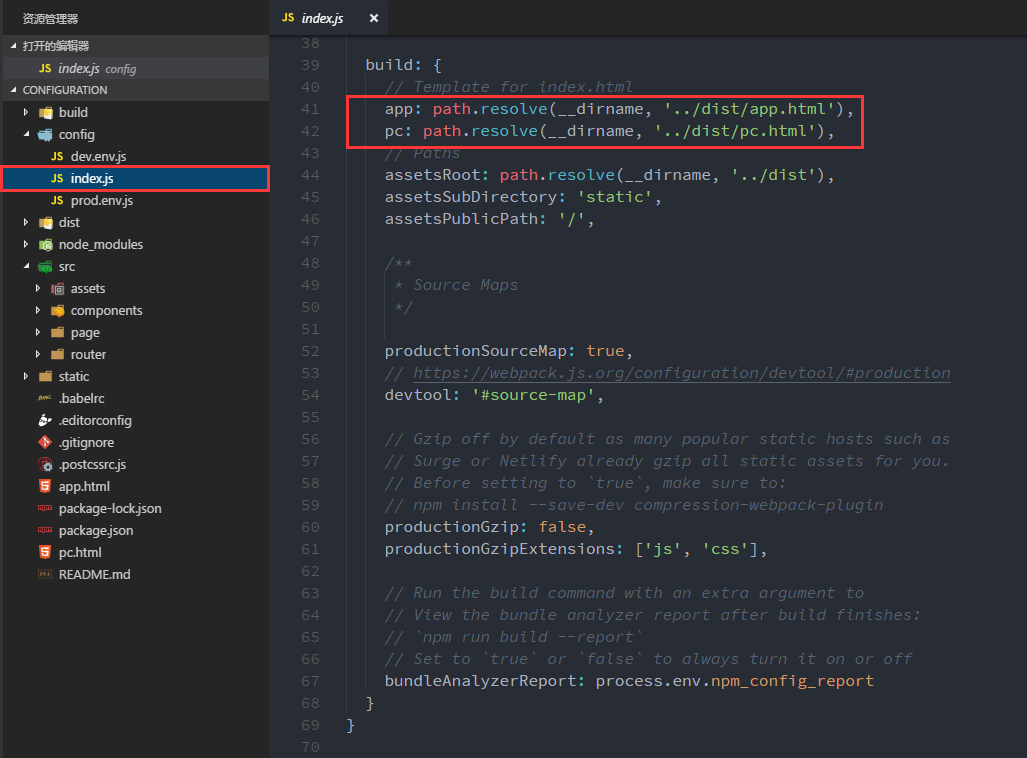 资源管理器
打开的编辑器
JS index.js config
CONFIGURATION
build
config
JS dev.env.js
JS index.js
JS prod.env.js
dist
node_modules
src
assets
components
page
router
static
.babelrc
.editorconfig
.gitignore
.postcssrc.js
app.html
package-lock.json
package.json
pc.html
README.md
JS index.js ×
38
39 build: {
40 // Template for index.html
41 app: path.resolve(__dirname, '../dist/app.html'),
42 pc: path.resolve(__dirname, '../dist/pc.html'),
43 // Paths
44 assetsRoot: path.resolve(__dirname, '../dist'),
45 assetsSubDirectory: 'static',
46 assetsPublicPath: '/',
47
48 /**
49 * Source Maps
50 */
51
52 productionSourceMap: true,
53 // https://webpack.js.org/configuration/devtool/#production
54 devtool: '#source-map',
55
56 // Gzip off by default as many popular static hosts such as
57 // Surge or Netlify already gzip all static assets for you.
58 // Before setting to `true`, make sure to:
59 // npm install --save-dev compression-webpack-plugin
60 productionGzip: false,
61 productionGzipExtensions: ['js', 'css'],
62
63 // Run the build command with an extra argument to
64 // View the bundle analyzer report after build finishes:
65 // `npm run build --report`
66 // Set to `true` or `false` to always turn it on or off
67 bundleAnalyzerReport: process.env.npm_config_report
68 }
69 }
70